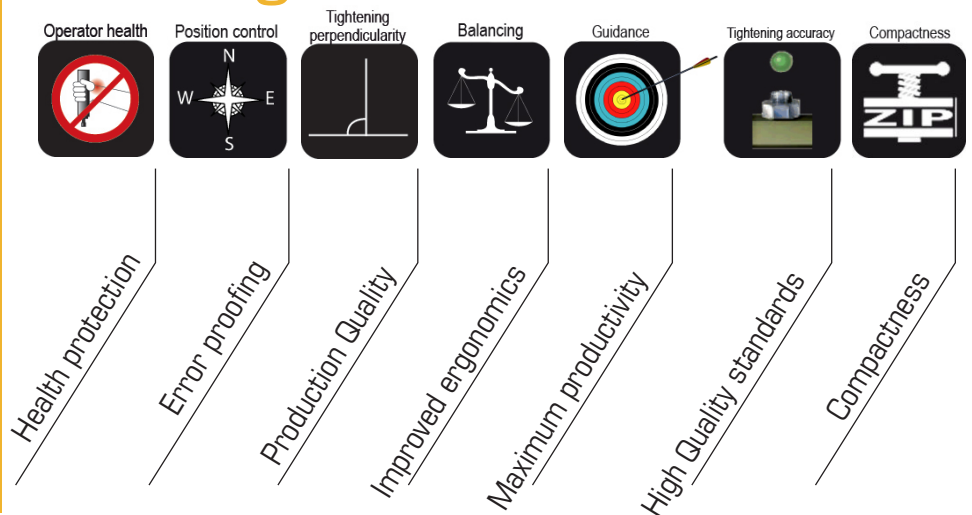 Operator health
Position control
Tightening
perpendicularity
Balancing
Guidance
Tightening accuracy
Compactness
N
W E
S
ZIP
Health protection
Error proofing
Production Quality
Improved ergonomics
Maximum productivity
High Quality standards
Compactness